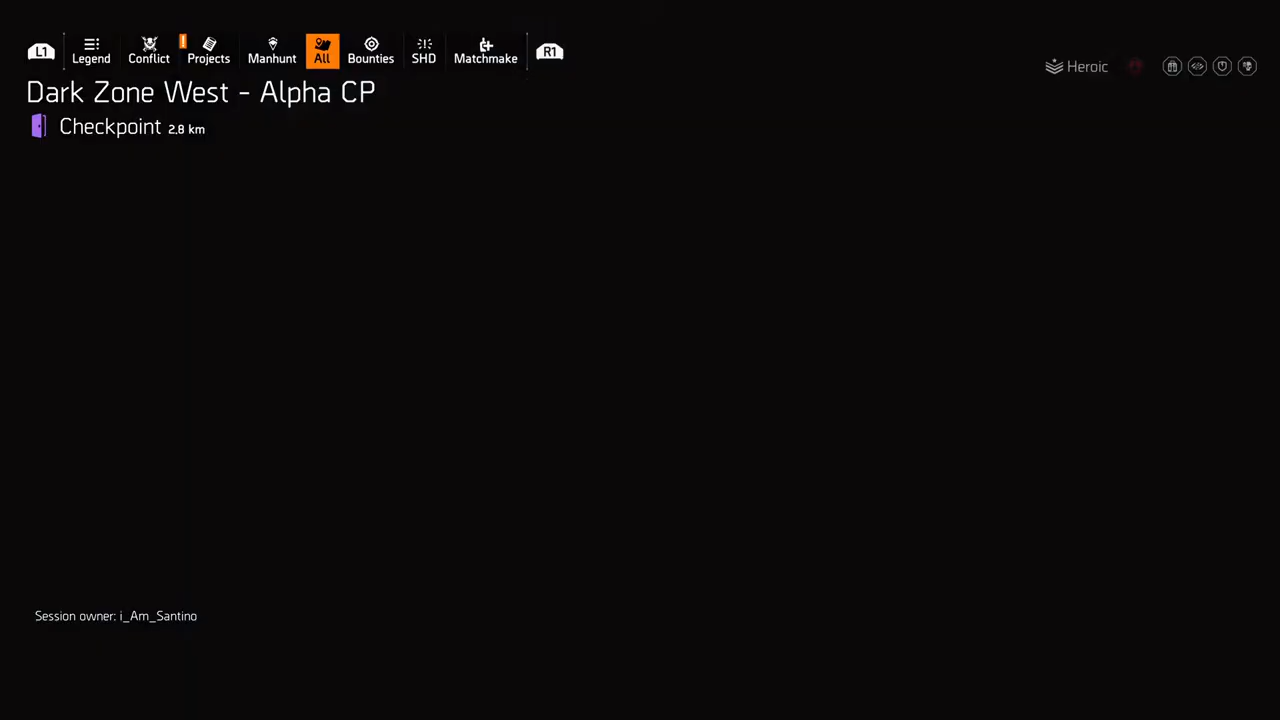 L1 Legend Conflict Projects Manhunt All Bounties SHD Matchmake R1
Heroic
Dark Zone West - Alpha CP
Checkpoint 2.8 km
Session owner: i_Am_Santino